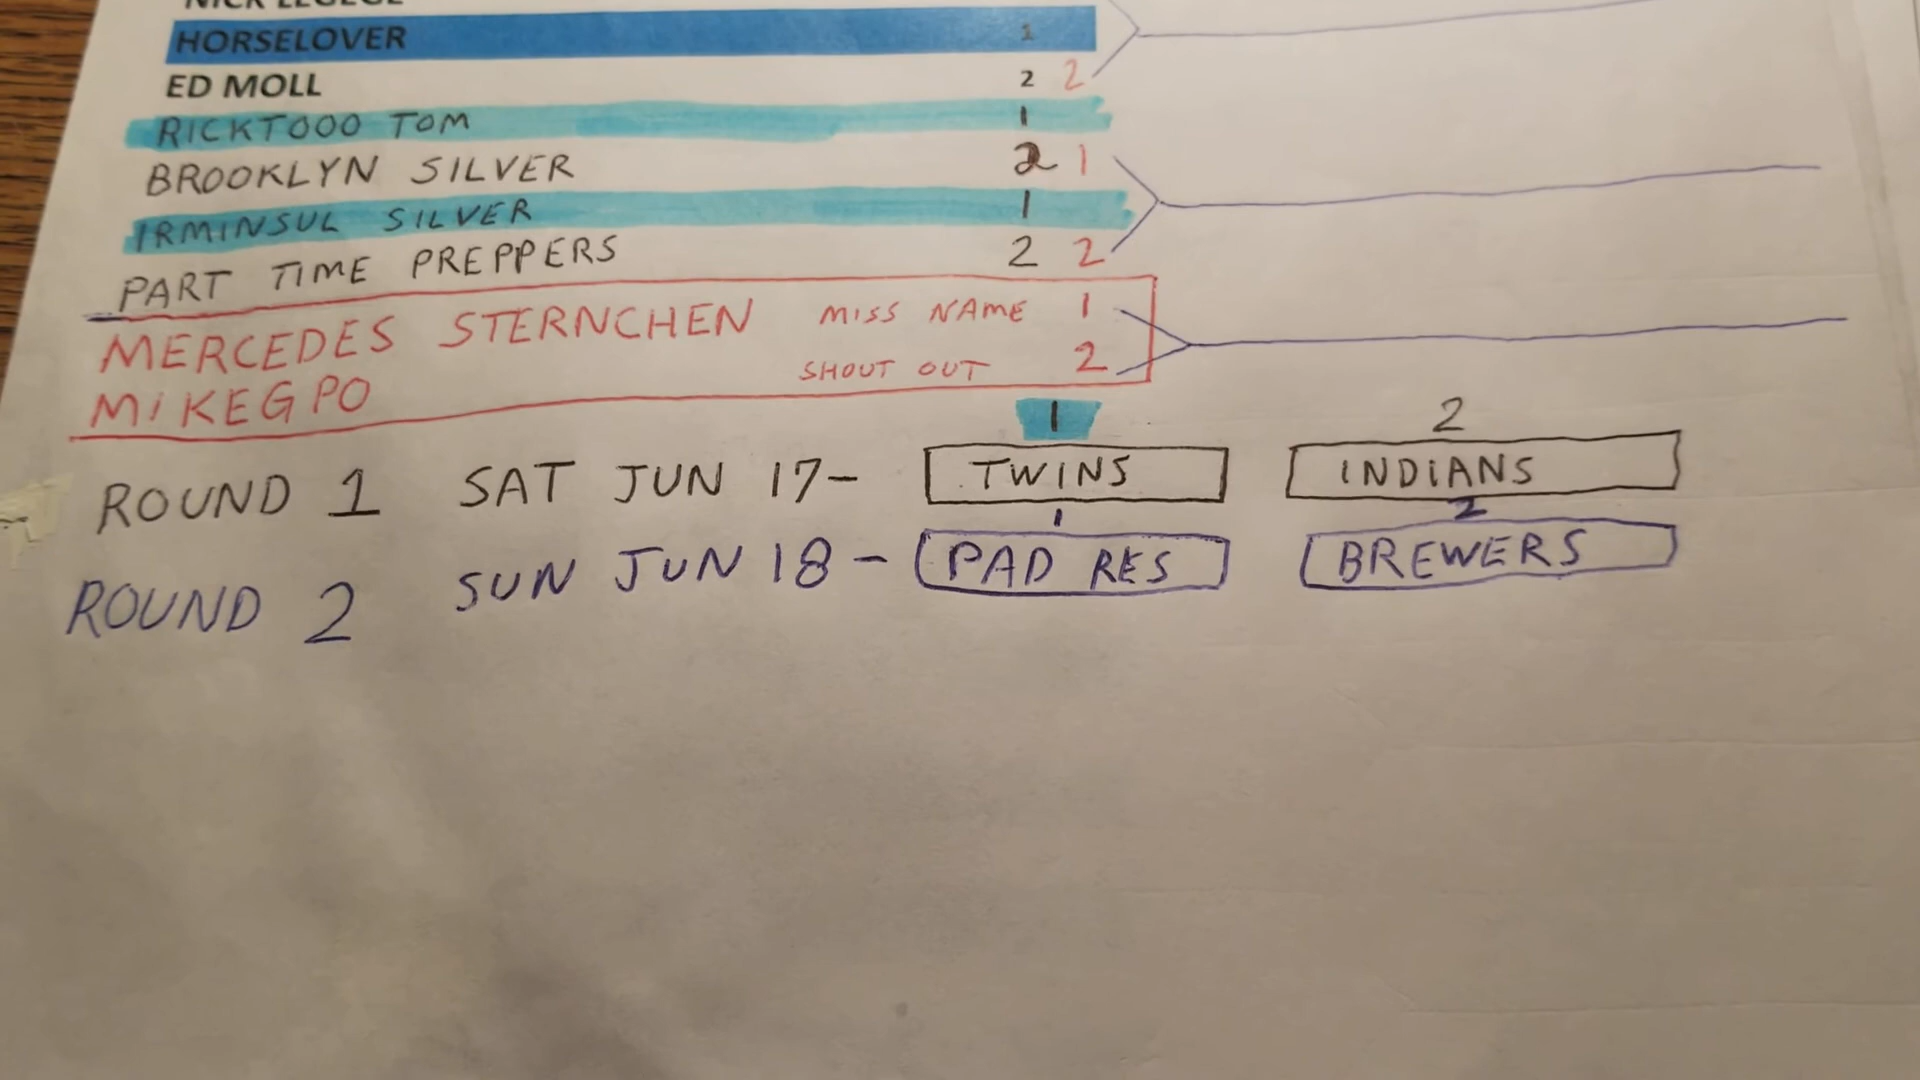 HORSELOVER 1
ED MOLL 2 2
RICKTOOO TOM 1
BROOKLYN SILVER 2 1
IRMINSUL SILVER 1
PART TIME PREPPERS 2 2
MERCEDES STERNCHEN MISS NAME 1
MIKEGPO SHOUT OUT 2
1 2
ROUND 1 SAT JUN 17- TWINS INDIANS
1 2
ROUND 2 SUN JUN 18- PAD RES BREWERS